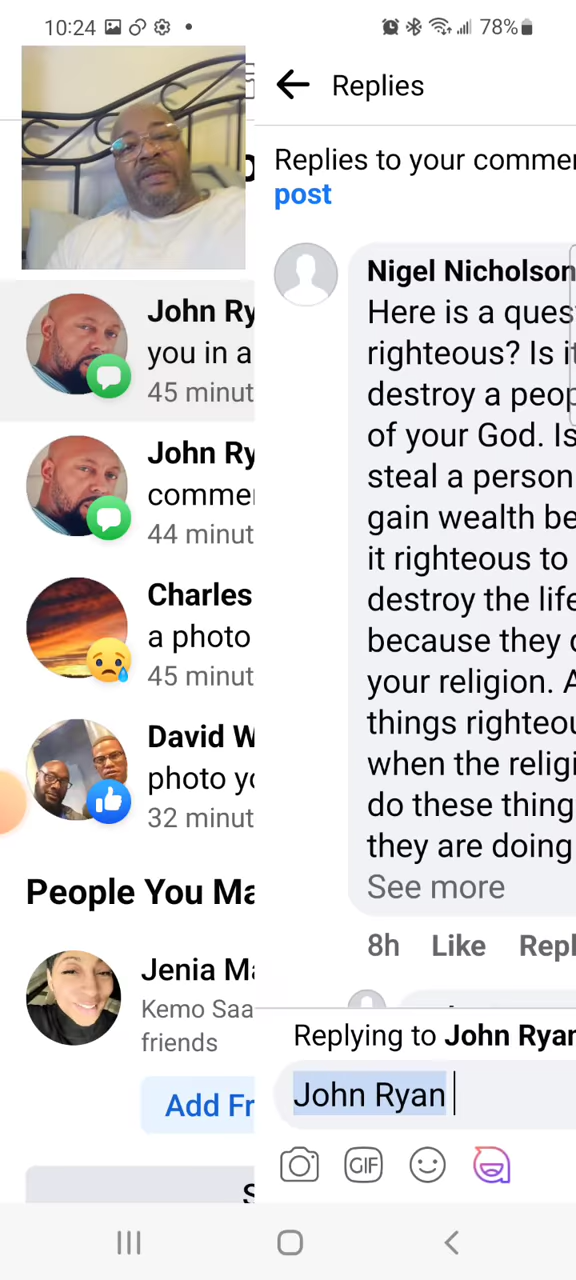 10:24
78%
Replies
Replies to your commen
post
John Ry
you in a
45 minut
John Ry
commer
44 minut
Charles
a photo
45 minut
David W
photo yo
32 minut
People You Ma
Jenia Ma
Kemo Saa
friends
Add Fr
S
Nigel Nicholson
Here is a ques
righteous? Is it
destroy a peop
of your God. Is
steal a person
gain wealth be
it righteous to
destroy the life
because they
your religion. A
things righteou
when the religi
do these thing
they are doing
See more
8h Like Repl
Replying to John Ryan
John Ryan
GIF